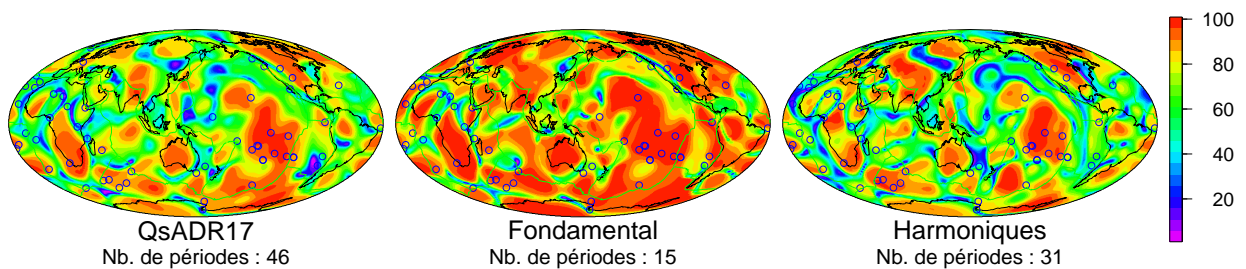 QsADR17
Nb. de périodes : 46
Fondamental
Nb. de périodes : 15
Harmoniques
Nb. de périodes : 31
100
80
60
40
20